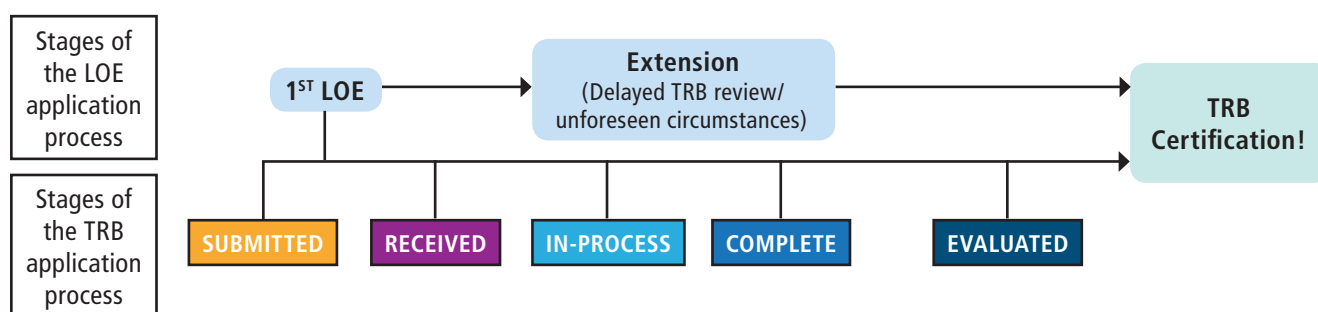 Stages of
the LOE
application
process
1ST LOE
Extension
(Delayed TRB review/
unforeseen circumstances)
TRB
Certification!
Stages of
the TRB
application
process
SUBMITTED
RECEIVED
IN-PROCESS
COMPLETE
EVALUATED